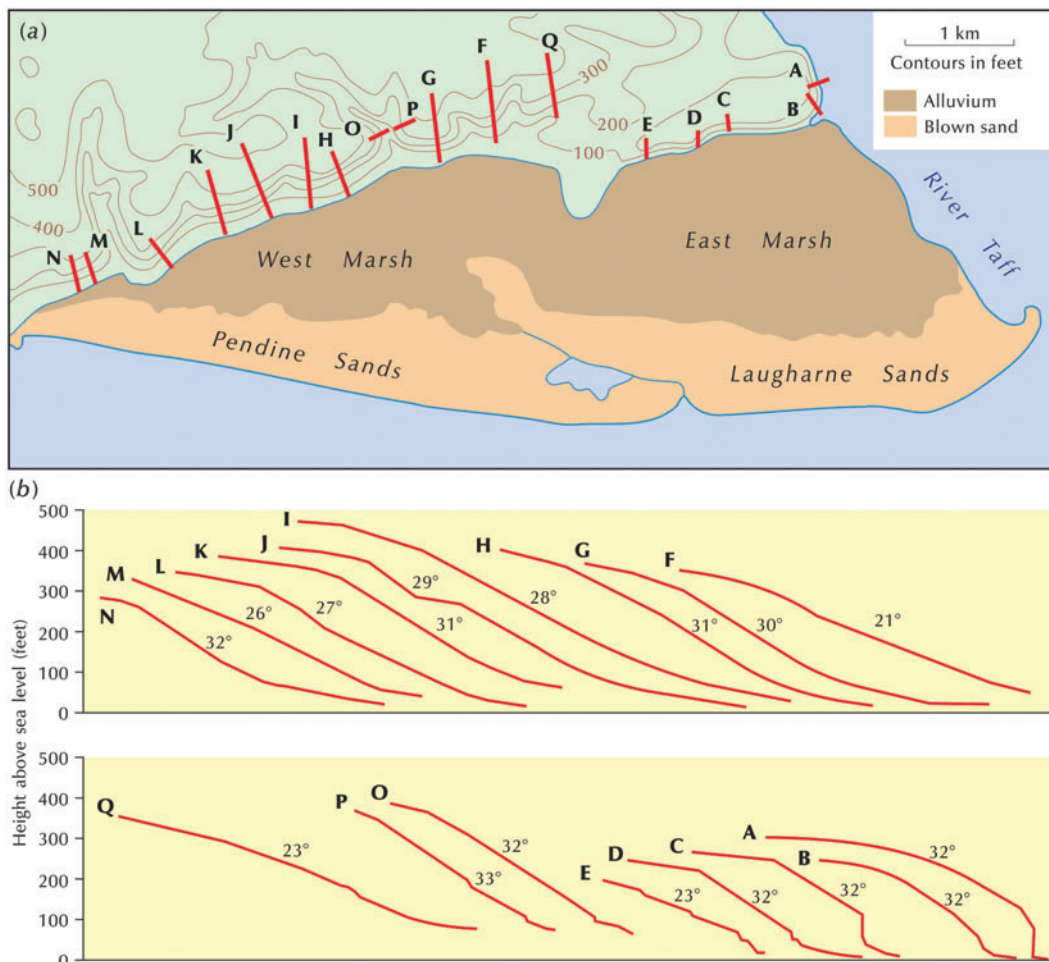 (a)
1 km
Contours in feet
Alluvium
Blown sand
A
B
C
D
E
F
Q
G
P
O
H
I
J
K
L
M
N
300
200
100
500
400
West Marsh
East Marsh
River Taff
Pendine Sands
Laugharne Sands
(b)
Height above sea level (feet)
500
400
300
200
100
0
I
H
G
F
J
K
L
M
N
32°
26°
27°
31°
29°
28°
31°
30°
21°
500
400
300
200
100
0
Q
P
O
E
D
C
A
B
23°
33°
32°
23°
32°
32°
32°
32°